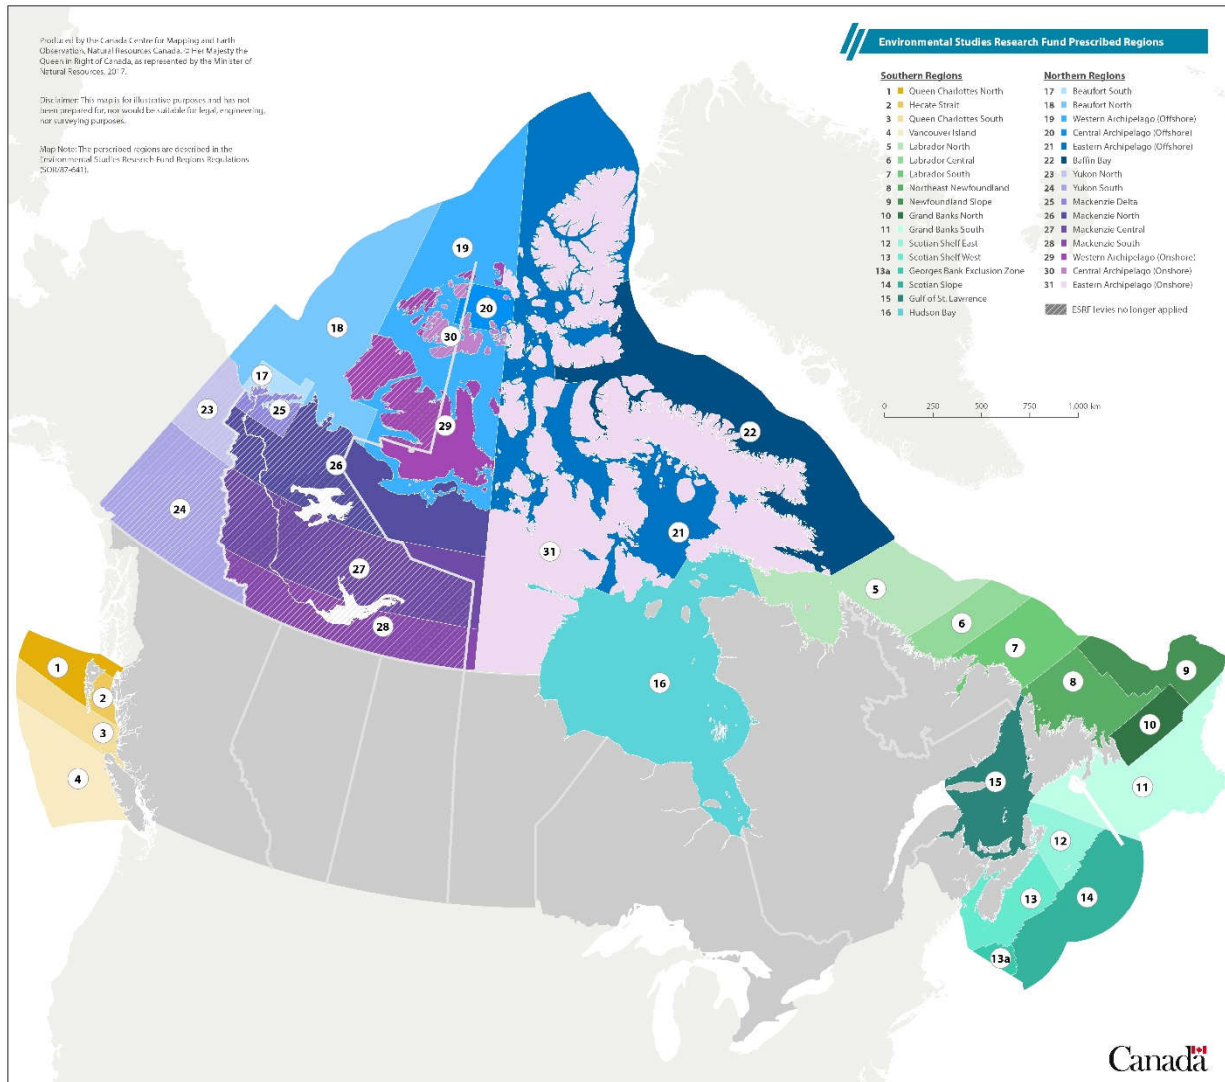 Produced by the Canada Centre for Mapping and Earth
Observation, Natural Resources Canada. © Her Majesty the
Queen in Right of Canada, as represented by the Minister of
Natural Resources, 2017.
Disclaimer: This map is for illustrative purposes and has not
been prepared for, nor would be suitable for legal, engineering,
nor surveying purposes.
Map Note: The perscribed regions are described in the
Environmental Studies Research Fund Regions Regulations
(SOR/87-641).
Environmental Studies Research Fund Prescribed Regions
Southern Regions
1 Queen Charlottes North
2 Hecate Strait
3 Queen Charlottes South
4 Vancouver Island
5 Labrador North
6 Labrador Central
7 Labrador South
8 Northeast Newfoundland
9 Newfoundland Slope
10 Grand Banks North
11 Grand Banks South
12 Scotian Shelf East
13 Scotian Shelf West
13a Georges Bank Exclusion Zone
14 Scotian Slope
15 Gulf of St. Lawrence
16 Hudson Bay
Northern Regions
17 Beaufort South
18 Beaufort North
19 Western Archipelago (Offshore)
20 Central Archipelago (Offshore)
21 Eastern Archipelago (Offshore)
22 Baffin Bay
23 Yukon North
24 Yukon South
25 Mackenzie Delta
26 Mackenzie North
27 Mackenzie Central
28 Mackenzie South
29 Western Archipelago (Onshore)
30 Central Archipelago (Onshore)
31 Eastern Archipelago (Onshore)
ESRF levies no longer applied
0 250 500 750 1,000 km
19
20
18
30
17
25
23
29
22
26
24
21
31
27
5
28
6
7
1
16
9
2
8
10
3
4
15
11
12
13
14
13a
Canada